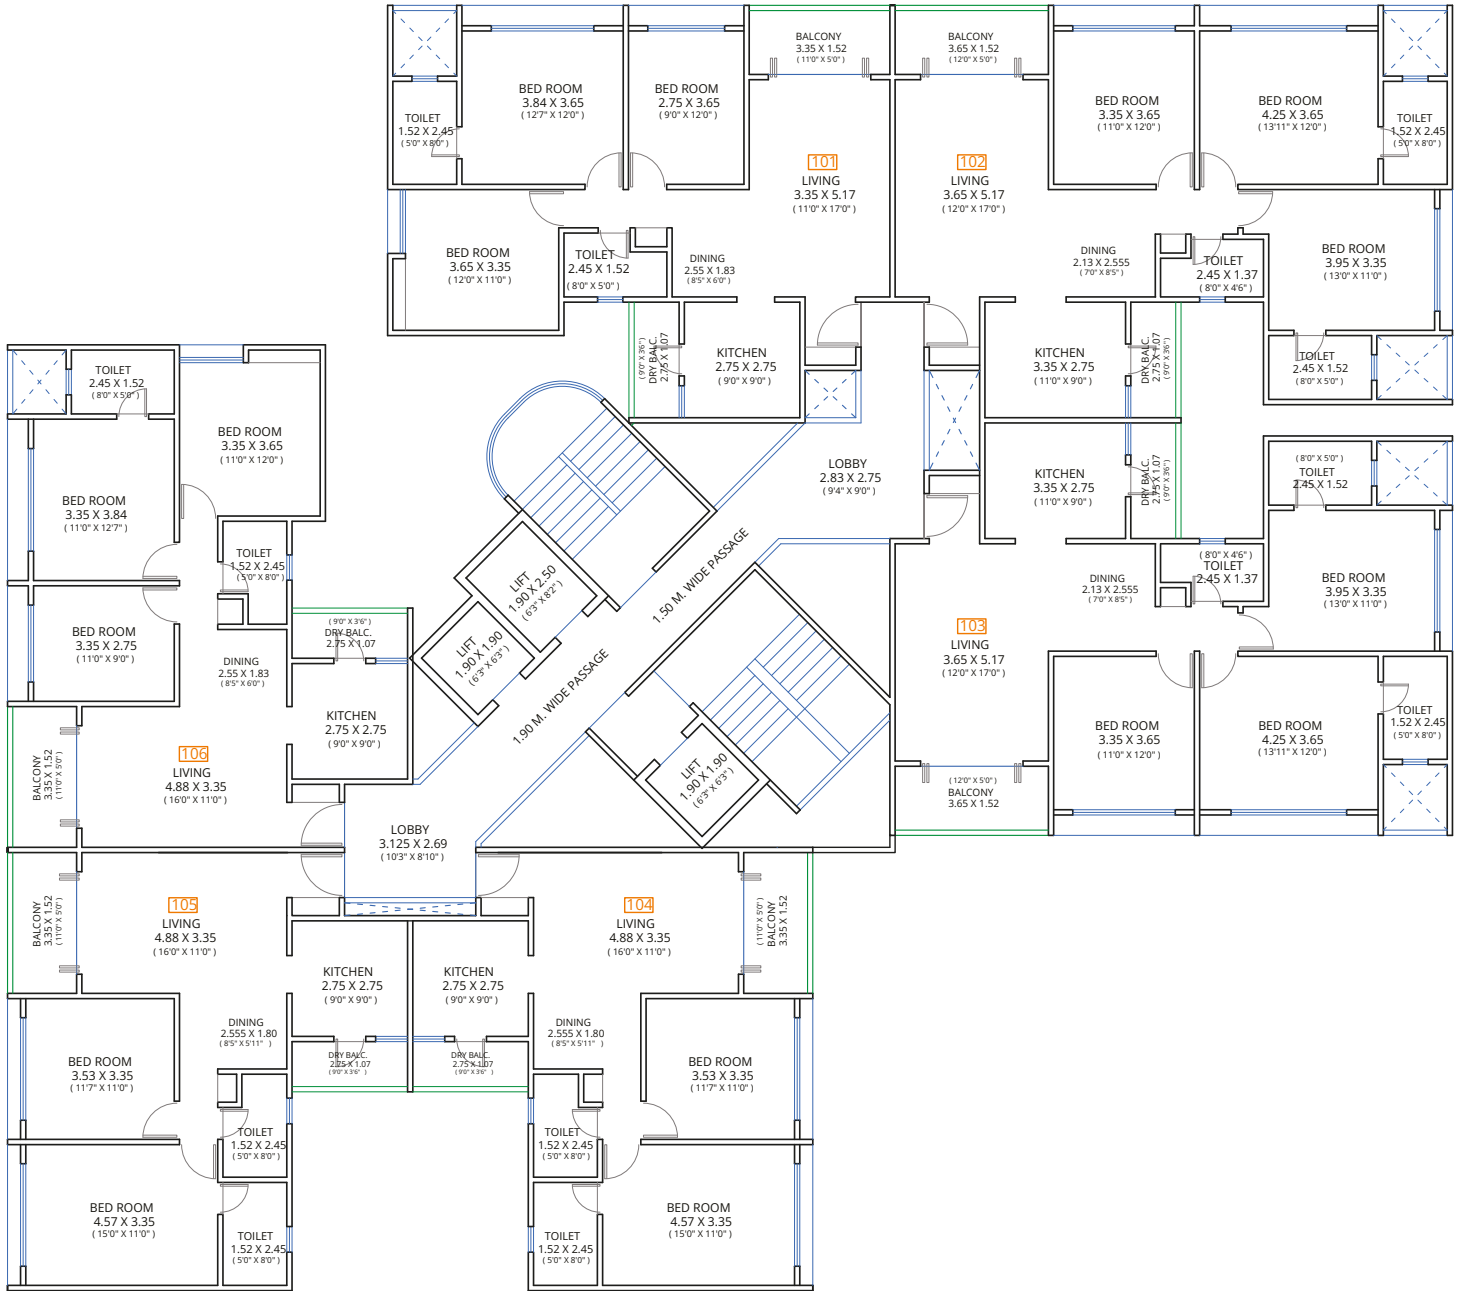 BALCONY
3.35 X 1.52
( 11'0" X 5'0" )
BALCONY
3.65 X 1.52
( 12'0" X 5'0" )
BED ROOM
3.84 X 3.65
( 12'7" X 12'0" )
BED ROOM
2.75 X 3.65
( 9'0" X 12'0" )
BED ROOM
3.35 X 3.65
( 11'0" X 12'0" )
BED ROOM
4.25 X 3.65
( 13'11" X 12'0" )
TOILET
1.52 X 2.45
( 5'0" X 8'0" )
TOILET
1.52 X 2.45
( 5'0" X 8'0" )
101
LIVING
3.35 X 5.17
( 11'0" X 17'0" )
102
LIVING
3.65 X 5.17
( 12'0" X 17'0" )
BED ROOM
3.65 X 3.35
( 12'0" X 11'0" )
TOILET
2.45 X 1.52
( 8'0" X 5'0" )
DINING
2.55 X 1.83
( 8'5" X 6'0" )
DINING
2.13 X 2.555
( 7'0" X 8'5" )
TOILET
2.45 X 1.37
( 8'0" X 4'6" )
BED ROOM
3.95 X 3.35
( 13'0" X 11'0" )
DRY BALC.
2.75 X 1.07
( 9'0" X 3'6" )
KITCHEN
2.75 X 2.75
( 9'0" X 9'0" )
KITCHEN
3.35 X 2.75
( 11'0" X 9'0" )
DRY BALC.
2.75 X 1.07
( 9'0" X 3'6" )
TOILET
2.45 X 1.52
( 8'0" X 5'0" )
TOILET
2.45 X 1.52
( 8'0" X 5'0" )
BED ROOM
3.35 X 3.65
( 11'0" X 12'0" )
BED ROOM
3.35 X 3.84
( 11'0" X 12'7" )
LOBBY
2.83 X 2.75
( 9'4" X 9'0" )
KITCHEN
3.35 X 2.75
( 11'0" X 9'0" )
DRY BALC.
2.75 X 1.07
( 9'0" X 3'6" )
( 8'0" X 5'0" )
TOILET
2.45 X 1.52
TOILET
1.52 X 2.45
( 5'0" X 8'0" )
LIFT
1.90 X 2.50
( 6'3" X 8'2" )
1.50 M. WIDE PASSAGE
DINING
2.13 X 2.555
( 7'0" X 8'5" )
( 8'0" X 4'6" )
TOILET
2.45 X 1.37
BED ROOM
3.95 X 3.35
( 13'0" X 11'0" )
BED ROOM
3.35 X 2.75
( 11'0" X 9'0" )
( 9'0" X 3'6" )
DRY BALC.
2.75 X 1.07
LIFT
1.90 X 1.90
( 6'3" X 6'3" )
103
LIVING
3.65 X 5.17
( 12'0" X 17'0" )
DINING
2.55 X 1.83
( 8'5" X 6'0" )
1.90 M. WIDE PASSAGE
KITCHEN
2.75 X 2.75
( 9'0" X 9'0" )
BED ROOM
3.35 X 3.65
( 11'0" X 12'0" )
BED ROOM
4.25 X 3.65
( 13'11" X 12'0" )
TOILET
1.52 X 2.45
( 5'0" X 8'0" )
BALCONY
3.35 X 1.52
( 11'0" X 5'0" )
106
LIVING
4.88 X 3.35
( 16'0" X 11'0" )
LIFT
1.90 X 1.90
( 6'3" X 6'3" )
( 12'0" X 5'0" )
BALCONY
3.65 X 1.52
LOBBY
3.125 X 2.69
( 10'3" X 8'10" )
BALCONY
3.35 X 1.52
( 11'0" X 5'0" )
105
LIVING
4.88 X 3.35
( 16'0" X 11'0" )
104
LIVING
4.88 X 3.35
( 16'0" X 11'0" )
( 11'0" X 5'0" )
BALCONY
3.35 X 1.52
KITCHEN
2.75 X 2.75
( 9'0" X 9'0" )
KITCHEN
2.75 X 2.75
( 9'0" X 9'0" )
DINING
2.555 X 1.80
( 8'5" X 5'11" )
DINING
2.555 X 1.80
( 8'5" X 5'11" )
BED ROOM
3.53 X 3.35
( 11'7" X 11'0" )
DRY BALC.
2.75 X 1.07
( 9'0" X 3'6" )
DRY BALC.
2.75 X 1.07
( 9'0" X 3'6" )
BED ROOM
3.53 X 3.35
( 11'7" X 11'0" )
TOILET
1.52 X 2.45
( 5'0" X 8'0" )
TOILET
1.52 X 2.45
( 5'0" X 8'0" )
BED ROOM
4.57 X 3.35
( 15'0" X 11'0" )
BED ROOM
4.57 X 3.35
( 15'0" X 11'0" )
TOILET
1.52 X 2.45
( 5'0" X 8'0" )
TOILET
1.52 X 2.45
( 5'0" X 8'0" )